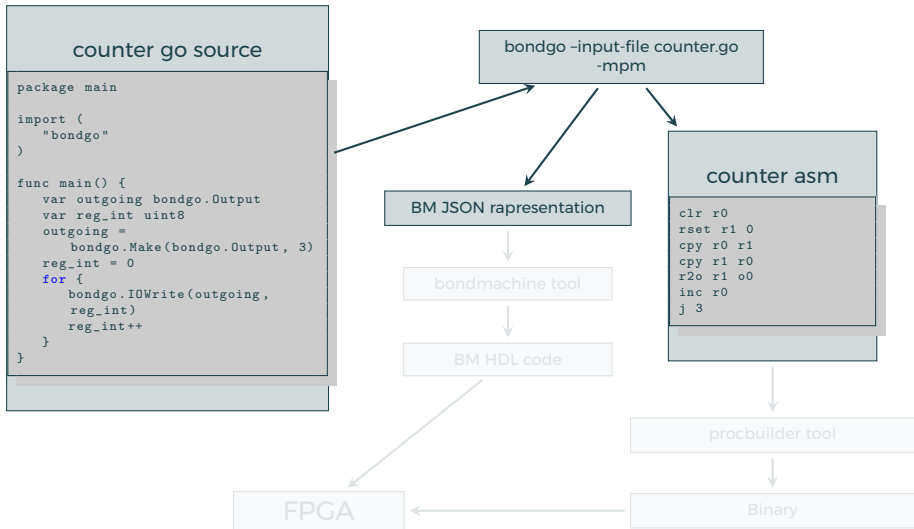 counter go source
package main
import (
"bondgo"
)
func main() {
var outgoing bondgo.Output
var reg_int uint8
outgoing =
bondgo.Make(bondgo.Output, 3)
reg_int = 0
for {
bondgo.IOWrite(outgoing,
reg_int)
reg_int++
}
}
bondgo –input-file counter.go
-mpm
BM JSON rapresentation
bondmachine tool
BM HDL code
FPGA
counter asm
clr r0
rset r1 0
cpy r0 r1
cpy r1 r0
r2o r1 o0
inc r0
j 3
procbuilder tool
Binary